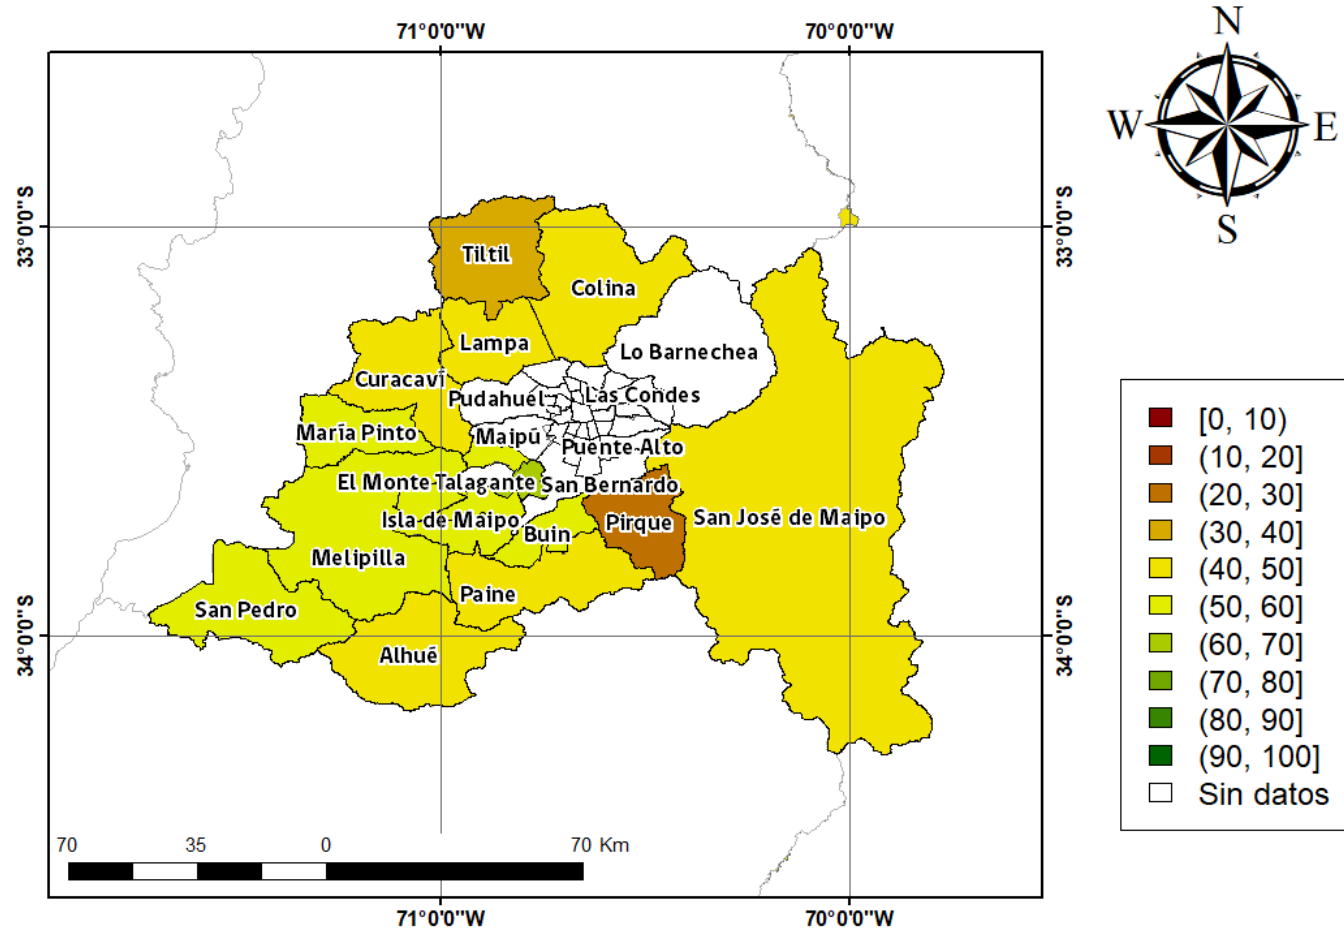 71°0'0"W
70°0'0"W
N
W
E
S
33°0'0"S
33°0'0"S
Tiltil
Colina
Lampa
Lo Barnechea
Curacaví
Pudahuel
Las Condes
María Pinto
Maipú
Puente Alto
El Monte
Talagante
San Bernardo
Isla de Maipo
Buin
Pirque
San José de Maipo
Melipilla
Paine
San Pedro
Alhué
34°0'0"S
34°0'0"S
[0, 10)
(10, 20]
(20, 30]
(30, 40]
(40, 50]
(50, 60]
(60, 70]
(70, 80]
(80, 90]
(90, 100]
Sin datos
70
35
0
70 Km
71°0'0"W
70°0'0"W